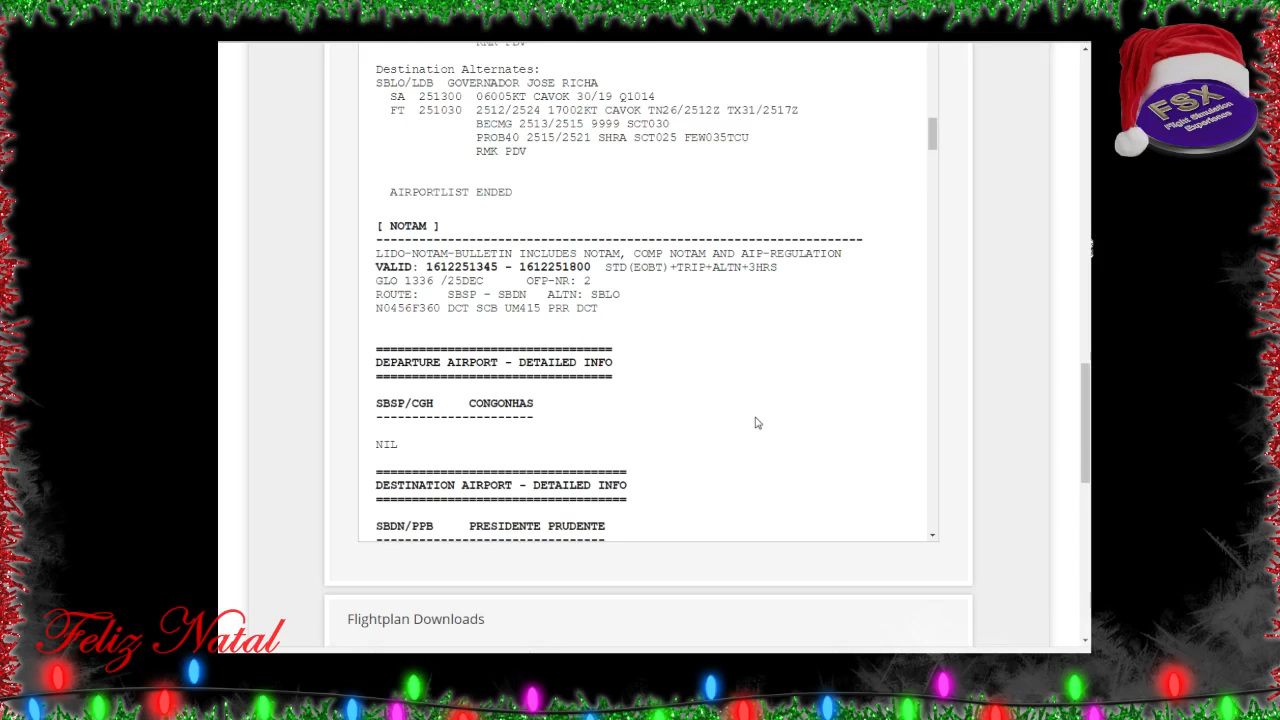 Destination Alternates:
SBLO/LDB GOVERNADOR JOSE RICHA
SA 251300 06005KT CAVOK 30/19 Q1014
FT 251030 2512/2524 17002KT CAVOK TN26/2512Z TX31/2517Z
BECMG 2513/2515 9999 SCT030
PROB40 2515/2521 SHRA SCT025 FEW035TCU
RMK PDV
AIRPORTLIST ENDED
[ NOTAM ]
--------------------------------------------------------------------
LIDO-NOTAM-BULLETIN INCLUDES NOTAM, COMP NOTAM AND AIP-REGULATION
VALID: 1612251345 - 1612251800 STD(EOBT)+TRIP+ALTN+3HRS
GLO 1336 /25DEC OFP-NR: 2
ROUTE: SBSP - SBDN ALTN: SBLO
N0456F360 DCT SCB UM415 PRR DCT
=================================
DEPARTURE AIRPORT - DETAILED INFO
=================================
SBSP/CGH CONGONHAS
----------------------
NIL
===================================
DESTINATION AIRPORT - DETAILED INFO
===================================
SBDN/PPB PRESIDENTE PRUDENTE
--------------------------------
Flightplan Downloads
FSX
Flight Simulation
Experience
Feliz Natal